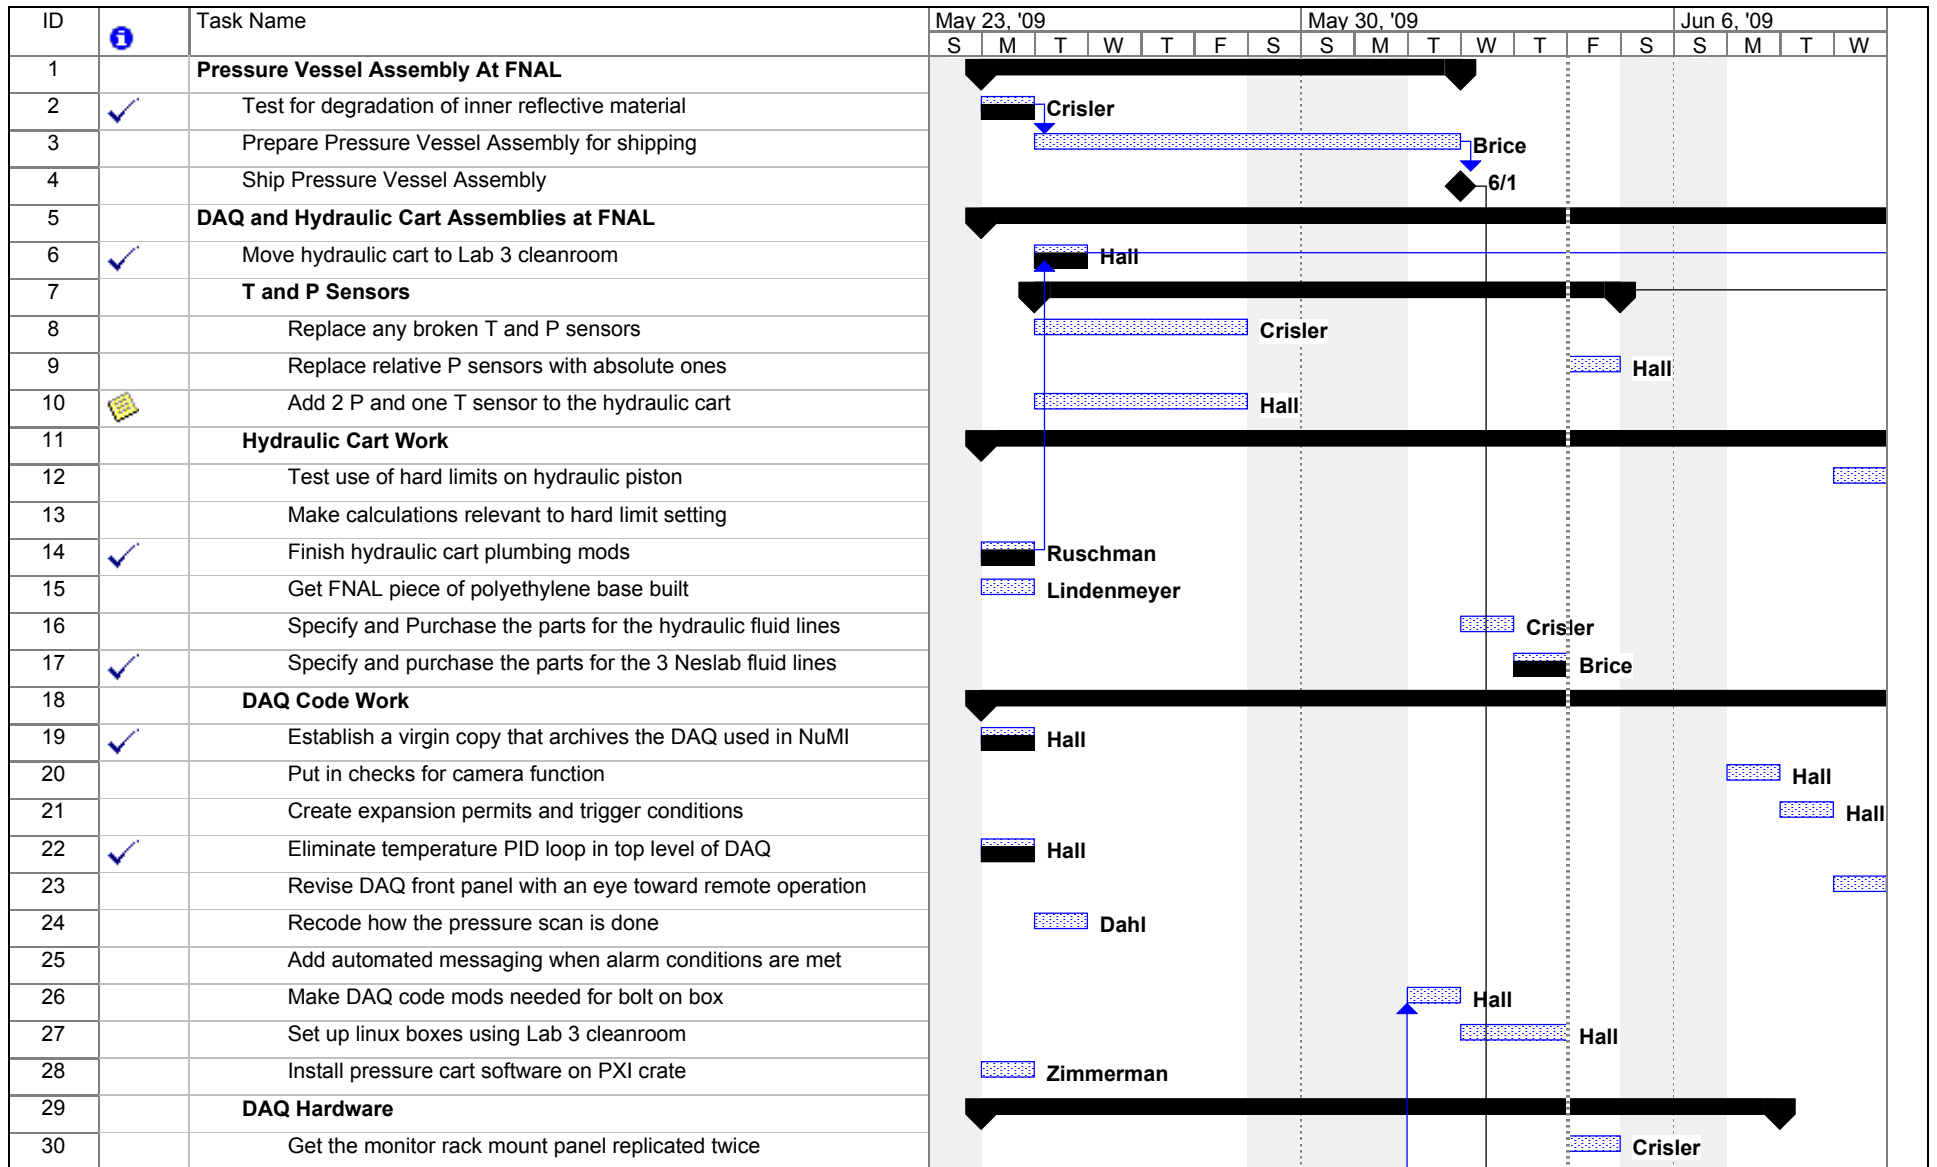 ID Task Name May 23, '09 May 30, '09 Jun 6, '09
S M T W T F S S M T W T F S S M T W
1 Pressure Vessel Assembly At FNAL
2 Test for degradation of inner reflective material Crisler
3 Prepare Pressure Vessel Assembly for shipping Brice
4 Ship Pressure Vessel Assembly 6/1
5 DAQ and Hydraulic Cart Assemblies at FNAL
6 Move hydraulic cart to Lab 3 cleanroom Hall
7 T and P Sensors
8 Replace any broken T and P sensors Crisler
9 Replace relative P sensors with absolute ones Hall
10 Add 2 P and one T sensor to the hydraulic cart Hall
11 Hydraulic Cart Work
12 Test use of hard limits on hydraulic piston
13 Make calculations relevant to hard limit setting
14 Finish hydraulic cart plumbing mods Ruschman
15 Get FNAL piece of polyethylene base built Lindenmeyer
16 Specify and Purchase the parts for the hydraulic fluid lines Crisler
17 Specify and purchase the parts for the 3 Neslab fluid lines Brice
18 DAQ Code Work
19 Establish a virgin copy that archives the DAQ used in NuMI Hall
20 Put in checks for camera function Hall
21 Create expansion permits and trigger conditions Hall
22 Eliminate temperature PID loop in top level of DAQ Hall
23 Revise DAQ front panel with an eye toward remote operation
24 Recode how the pressure scan is done Dahl
25 Add automated messaging when alarm conditions are met
26 Make DAQ code mods needed for bolt on box Hall
27 Set up linux boxes using Lab 3 cleanroom Hall
28 Install pressure cart software on PXI crate Zimmerman
29 DAQ Hardware
30 Get the monitor rack mount panel replicated twice Crisler